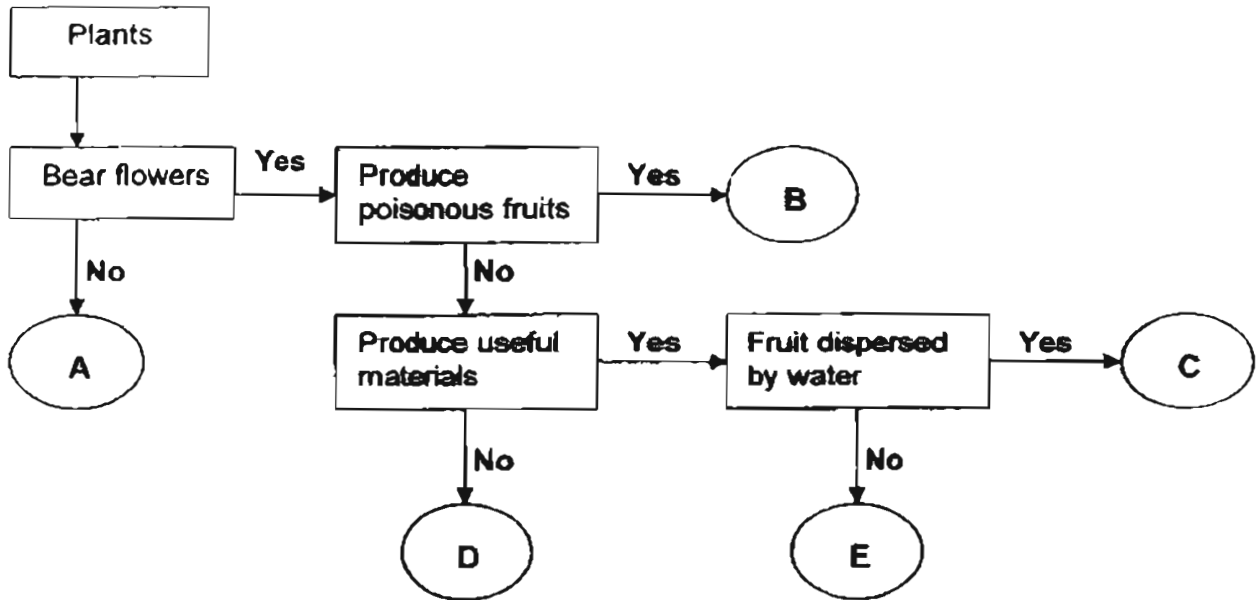 Plants
Bear flowers
Yes
Produce
poisonous fruits
Yes
B
No
No
A
Produce useful
materials
Yes
Fruit dispersed
by water
Yes
C
No
No
D
E